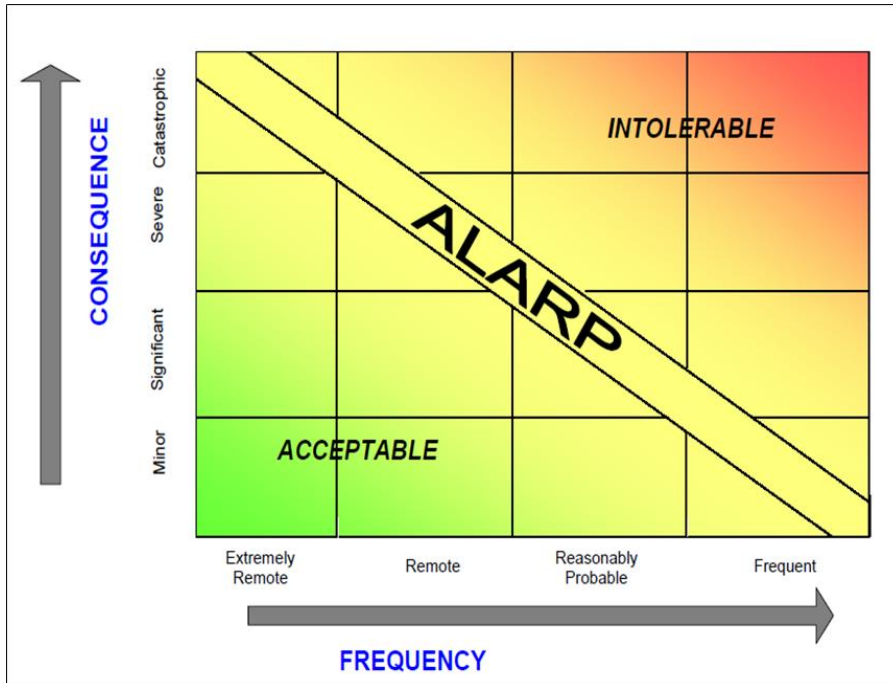 CONSEQUENCE
Catastrophic
Severe
Significant
Minor
INTOLERABLE
ALARP
ACCEPTABLE
Extremely
Remote
Remote
Reasonably
Probable
Frequent
FREQUENCY